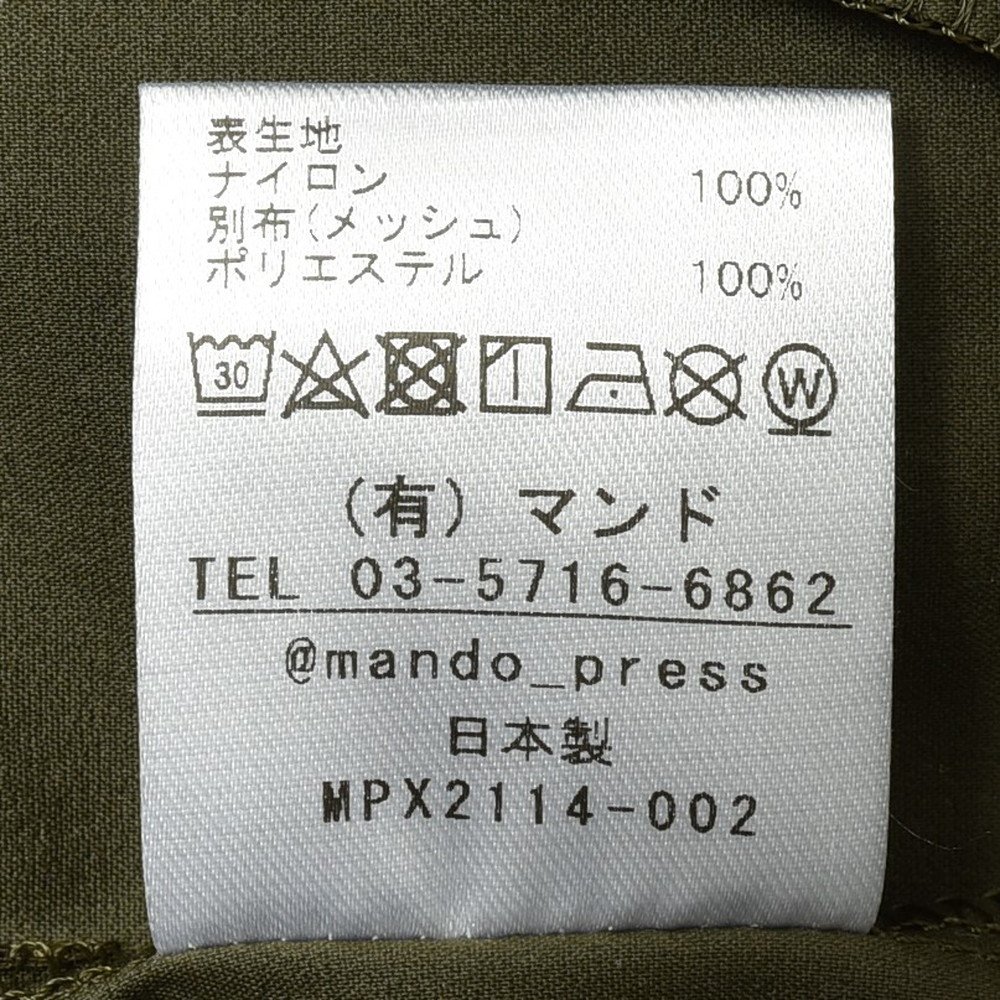 表生地
ナイロン 100%
別布(メッシュ)
ポリエステル 100%
30 W
(有) マンド
TEL 03-5716-6862
@mando_press
日本製
MPX2114-002